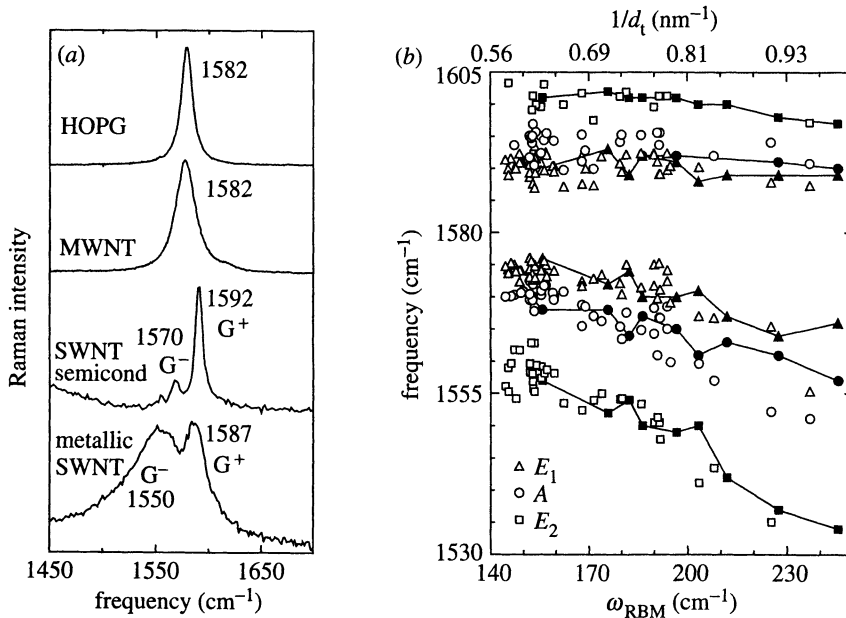 (a)
1582
HOPG
1582
MWNT
1592
G⁺
1570
G⁻
SWNT
semicond
metallic
SWNT
1587
G⁺
G⁻
1550
Raman intensity
1450 1550 1650
frequency (cm⁻¹)
(b)
1/dₜ (nm⁻¹)
0.56 0.69 0.81 0.93
1605
1580
1555
1530
frequency (cm⁻¹)
△ E₁
○ A
□ E₂
140 170 200 230
ω_RBM (cm⁻¹)